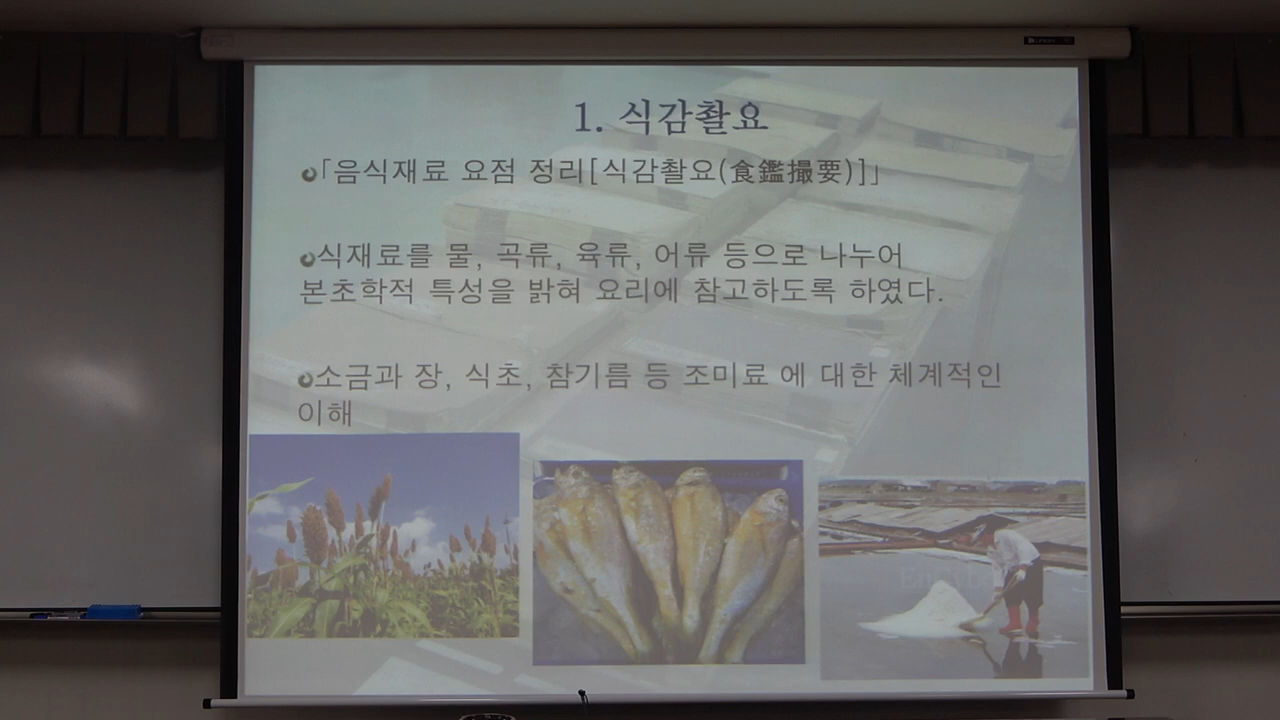 1. 식감촬요
「음식재료 요점 정리[식감촬요(食鑑撮要)]」
식재료를 물, 곡류, 육류, 어류 등으로 나누어
본초학적 특성을 밝혀 요리에 참고하도록 하였다.
소금과 장, 식초, 참기름 등 조미료 에 대한 체계적인
이해